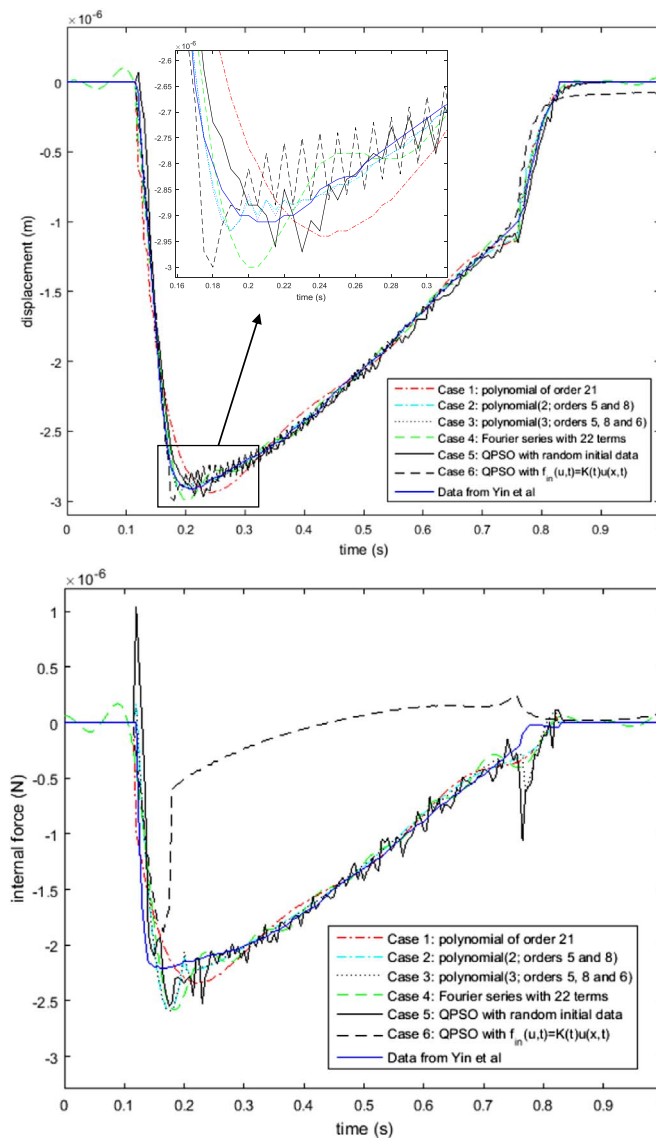 × 10-6
0
-0.5
-1
-1.5
-2
-2.5
-3
displacement (m)
×10-6
-2.6
-2.65
-2.7
-2.75
-2.8
-2.85
-2.9
-2.95
-3
0.16 0.18 0.2 0.22 0.24 0.26 0.28 0.3
time (s)
Case 1: polynomial of order 21
Case 2: polynomial(2; orders 5 and 8)
Case 3: polynomial(3; orders 5, 8 and 6)
Case 4: Fourier series with 22 terms
Case 5: QPSO with random initial data
Case 6: QPSO with fin(u,t)=K(t)u(x,t)
Data from Yin et al
0 0.1 0.2 0.3 0.4 0.5 0.6 0.7 0.8 0.9
time (s)
× 10-6
1
0.5
0
-0.5
-1
-1.5
-2
-2.5
-3
internal force (N)
Case 1: polynomial of order 21
Case 2: polynomial(2; orders 5 and 8)
Case 3: polynomial(3; orders 5, 8 and 6)
Case 4: Fourier series with 22 terms
Case 5: QPSO with random initial data
Case 6: QPSO with fin(u,t)=K(t)u(x,t)
Data from Yin et al
0 0.1 0.2 0.3 0.4 0.5 0.6 0.7 0.8 0.9
time (s)